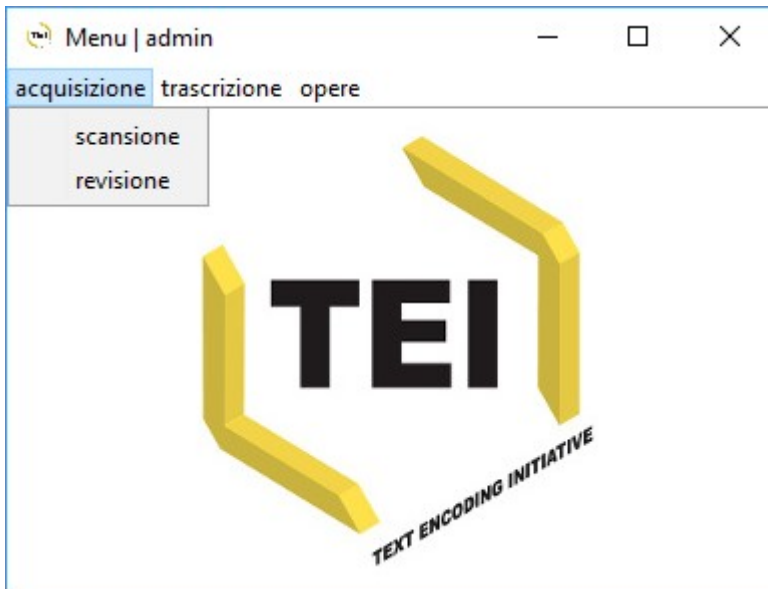 Menu | admin
acquisizione trascrizione opere
scansione
revisione
TEI
TEXT ENCODING INITIATIVE